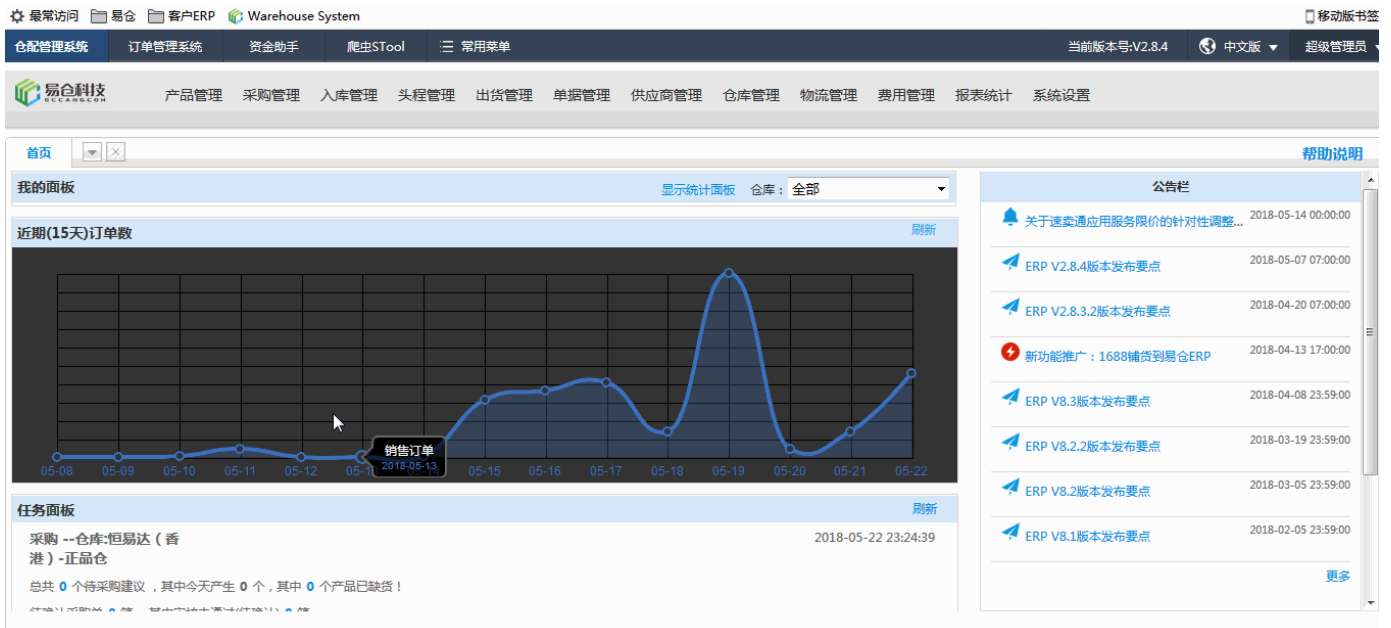 最常访问 易仓 客户ERP Warehouse System 移动版书签
仓配管理系统 订单管理系统 资金助手 爬虫STool 常用菜单 当前版本号:V2.8.4 中文版 超级管理员
易仓科技 产品管理 采购管理 入库管理 头程管理 出货管理 单据管理 供应商管理 仓库管理 物流管理 费用管理 报表统计 系统设置
ECCANG.COM
首页 帮助说明
我的面板 显示统计面板 仓库: 全部
近期(15天)订单数 刷新
销售订单
2018-05-13
05-08 05-09 05-10 05-11 05-12 05-15 05-16 05-17 05-18 05-19 05-20 05-21 05-22
任务面板 刷新
采购 --仓库:恒易达(香 2018-05-22 23:24:39
港)-正品仓
总共 0 个待采购建议 ,其中今天产生 0 个,其中 0 个产品已缺货!
公告栏
关于速卖通应用服务限价的针对性调整... 2018-05-14 00:00:00
ERP V2.8.4版本发布要点 2018-05-07 07:00:00
ERP V2.8.3.2版本发布要点 2018-04-20 07:00:00
新功能推广:1688铺货到易仓ERP 2018-04-13 17:00:00
ERP V8.3版本发布要点 2018-04-08 23:59:00
ERP V8.2.2版本发布要点 2018-03-19 23:59:00
ERP V8.2版本发布要点 2018-03-05 23:59:00
ERP V8.1版本发布要点 2018-02-05 23:59:00
更多